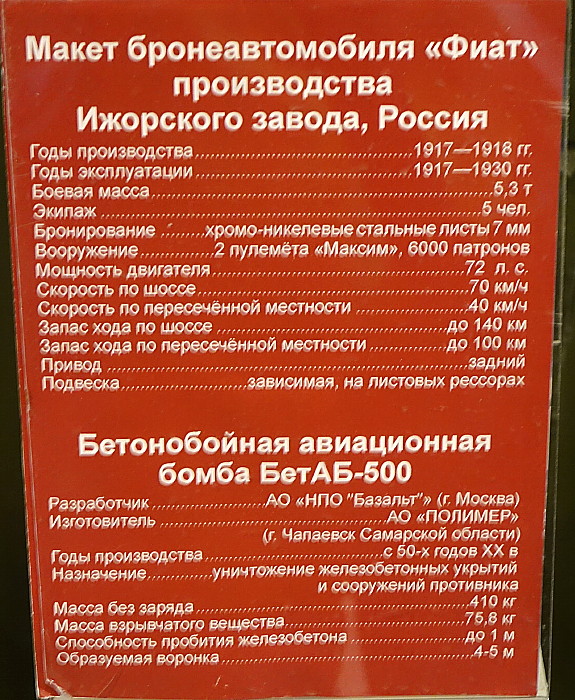 Макет бронеавтомобиля «Фиат»
производства
Ижорского завода, Россия
Годы производства........................1917—1918 гг.
Годы эксплуатации........................1917—1930 гг.
Боевая масса........................5,3 т
Экипаж........................5 чел.
Бронирование ........хромо-никелевые стальные листы 7 мм
Вооружение............2 пулемёта «Максим», 6000 патронов
Мощность двигателя........................72 л. с.
Скорость по шоссе........................70 км/ч
Скорость по пересечённой местности ........................40 км/ч
Запас хода по шоссе........................до 140 км
Запас хода по пересечённой местности ............до 100 км
Привод ........................задний
Подвеска........................зависимая, на листовых рессорах
Бетонобойная авиационная
бомба БетАБ-500
Разработчик..................АО «НПО "Базальт"» (г. Москва)
Изготовитель ........................АО «ПОЛИМЕР»
(г. Чапаевск Самарской области)
Годы производства........................с 50-х годов XX в
Назначение..........уничтожение железобетонных укрытий
и сооружений противника
Масса без заряда........................410 кг
Масса взрывчатого вещества........................75,8 кг
Способность пробития железобетона ................до 1 м
Образуемая воронка........................4-5 м